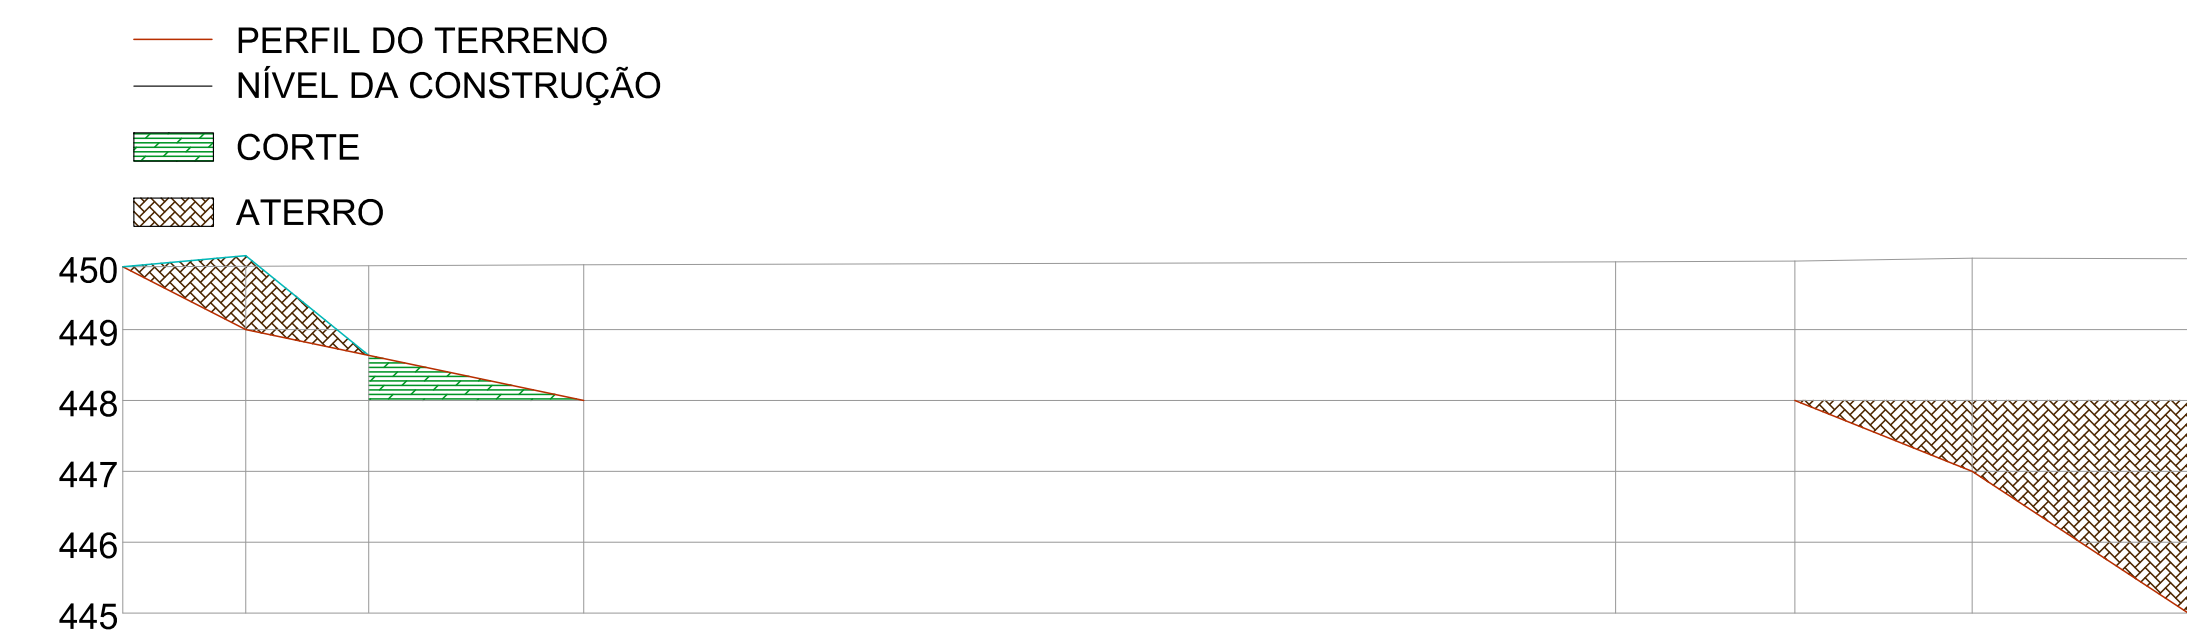 PERFIL DO TERRENO
NÍVEL DA CONSTRUÇÃO
CORTE
ATERRO
450
449
448
447
446
445